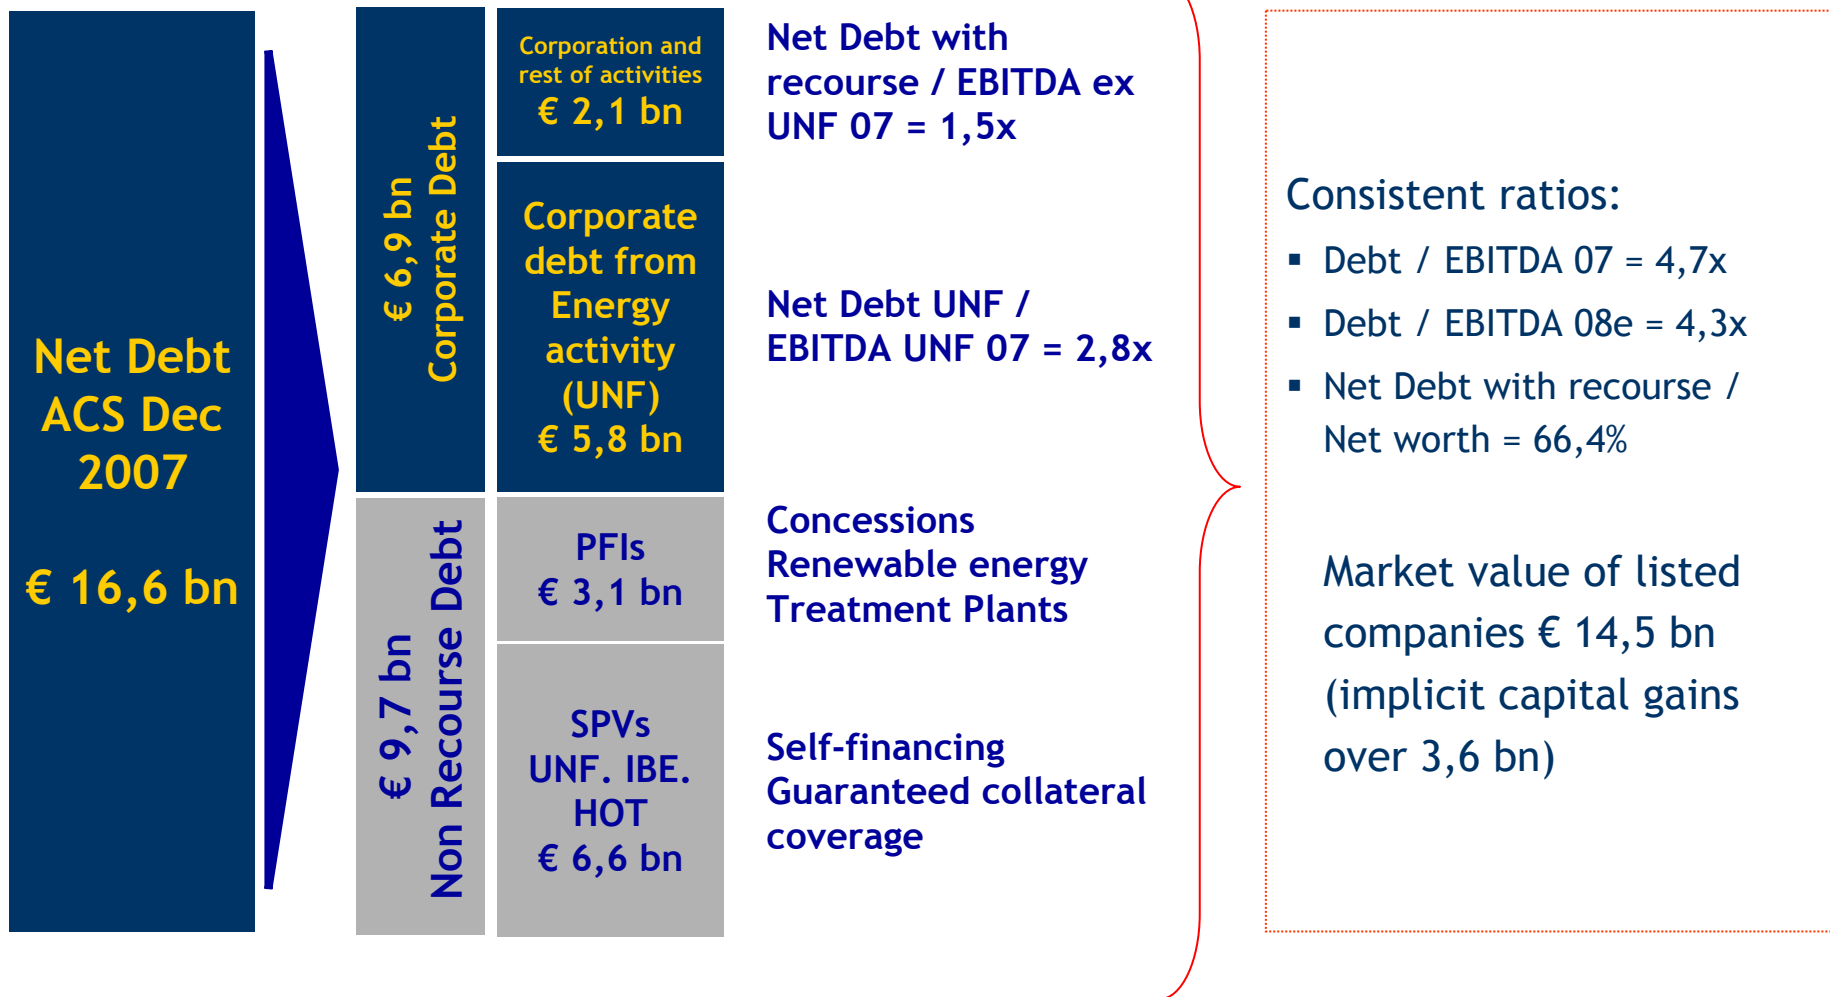 Net Debt
ACS Dec
2007
€ 16,6 bn
€ 6,9 bn
Corporate Debt
€ 9,7 bn
Non Recourse Debt
Corporation and
rest of activities
€ 2,1 bn
Corporate
debt from
Energy
activity
(UNF)
€ 5,8 bn
PFIs
€ 3,1 bn
SPVs
UNF. IBE.
HOT
€ 6,6 bn
Net Debt with
recourse / EBITDA ex
UNF 07 = 1,5x
Net Debt UNF /
EBITDA UNF 07 = 2,8x
Concessions
Renewable energy
Treatment Plants
Self-financing
Guaranteed collateral
coverage
Consistent ratios:
▪ Debt / EBITDA 07 = 4,7x
▪ Debt / EBITDA 08e = 4,3x
▪ Net Debt with recourse /
Net worth = 66,4%
Market value of listed
companies € 14,5 bn
(implicit capital gains
over 3,6 bn)